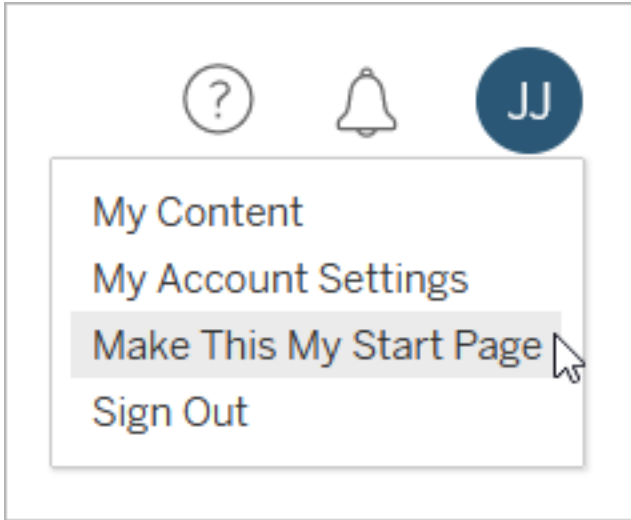 ?
JJ
My Content
My Account Settings
Make This My Start Page
Sign Out